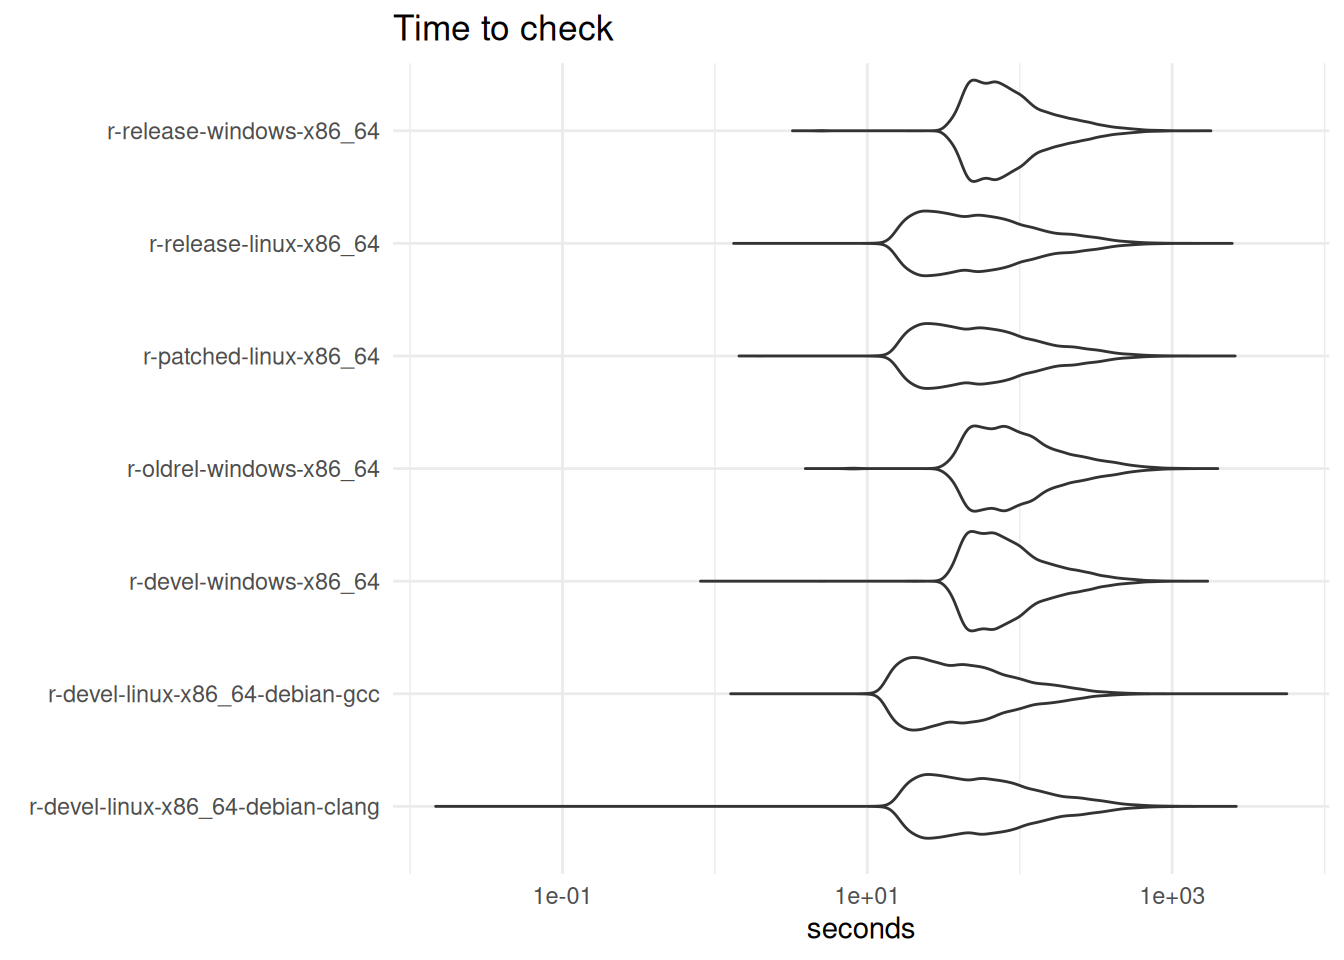 Time to check
r-release-windows-x86_64
r-release-linux-x86_64
r-patched-linux-x86_64
r-oldrel-windows-x86_64
r-devel-windows-x86_64
r-devel-linux-x86_64-debian-gcc
r-devel-linux-x86_64-debian-clang
1e-01 1e+01 1e+03
seconds